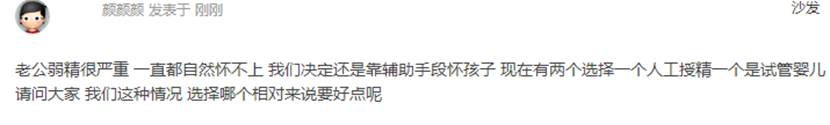 颜颜颜 发表于 刚刚 沙发
老公弱精很严重 一直都自然怀不上 我们决定还是靠辅助手段怀孩子 现在有两个选择一个人工授精一个是试管婴儿
请问大家 我们这种情况 选择哪个相对来说要好点呢